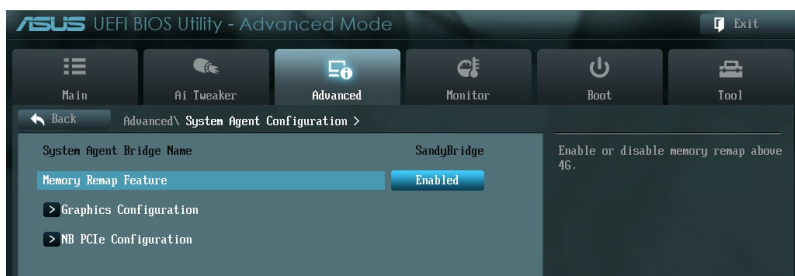 ASUS UEFI BIOS Utility - Advanced Mode
Exit
Main
Ai Tweaker
Advanced
Monitor
Boot
Tool
Back
Advanced\ System Agent Configuration >
System Agent Bridge Name SandyBridge
Memory Remap Feature Enabled
> Graphics Configuration
> NB PCIe Configuration
Enable or disable memory remap above
4G.